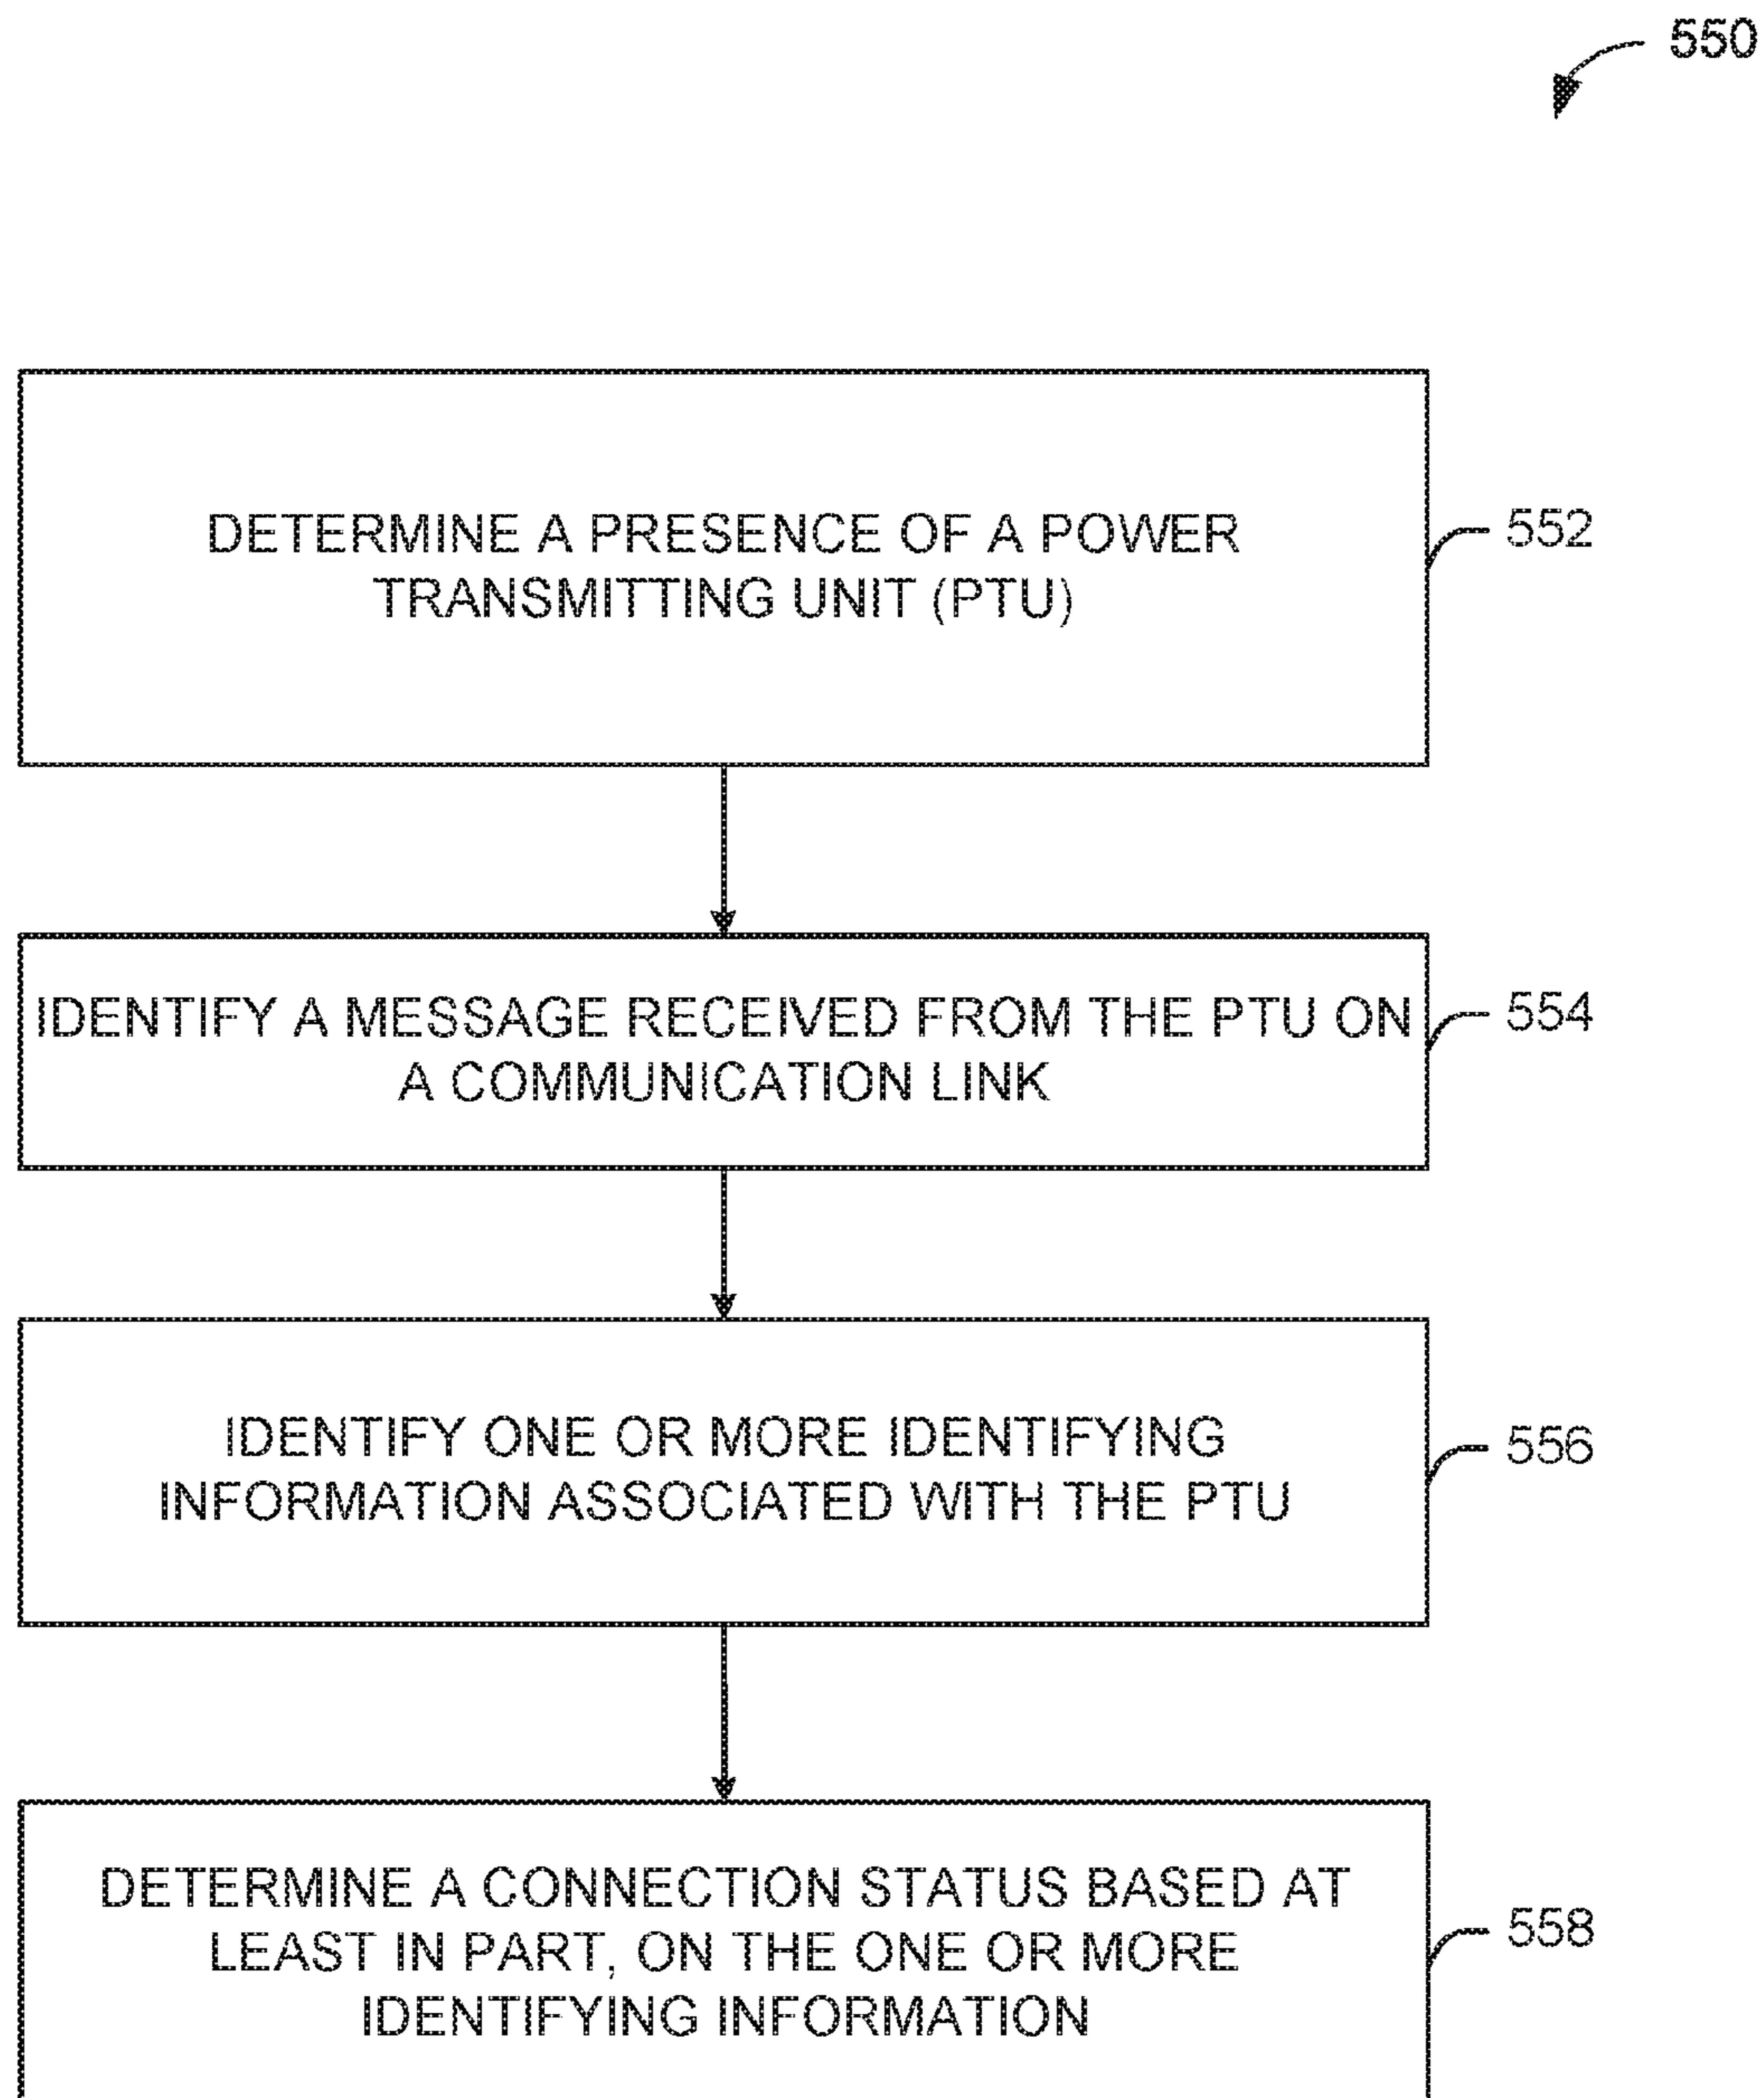 550
DETERMINE A PRESENCE OF A POWER
TRANSMITTING UNIT (PTU)
552
IDENTIFY A MESSAGE RECEIVED FROM THE PTU ON
A COMMUNICATION LINK
554
IDENTIFY ONE OR MORE IDENTIFYING
INFORMATION ASSOCIATED WITH THE PTU
556
DETERMINE A CONNECTION STATUS BASED AT
LEAST IN PART, ON THE ONE OR MORE
IDENTIFYING INFORMATION
558